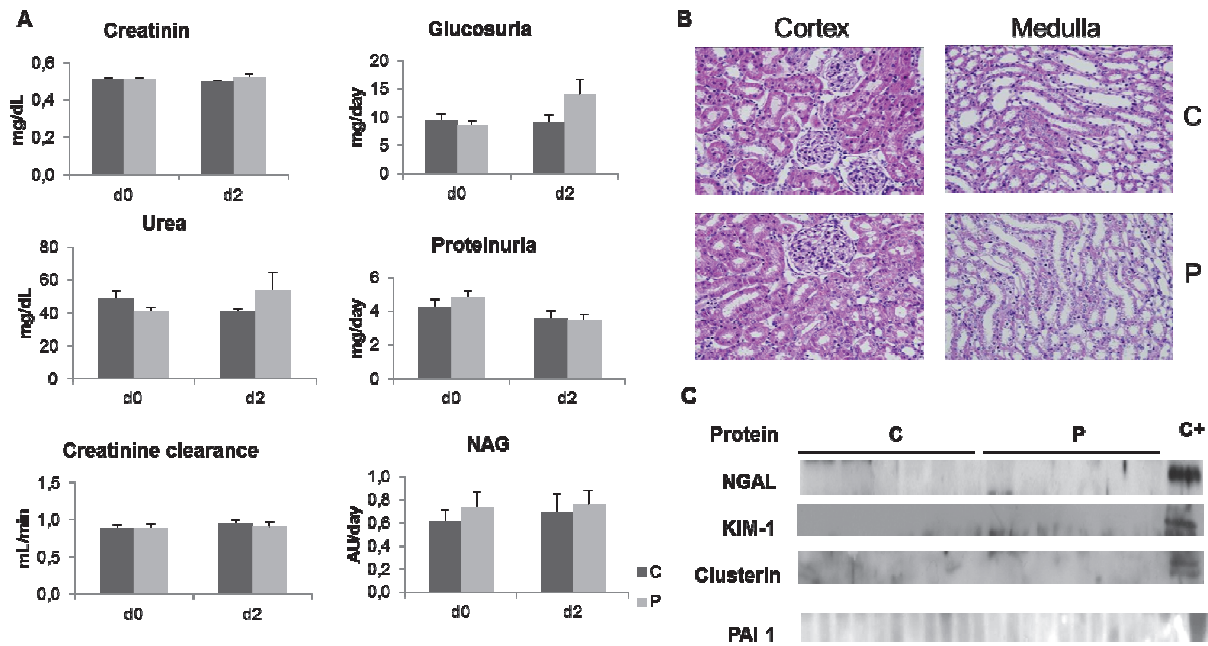 A
Creatinin
mg/dL
0,6
0,4
0,2
0,0
d0
d2
Glucosuria
mg/day
20
15
10
5
0
d0
d2
Urea
mg/dL
80
60
40
20
0
d0
d2
Proteinuria
mg/day
6
4
2
0
d0
d2
Creatinine clearance
mL/min
1,5
1,0
0,5
0,0
d0
d2
NAG
AU/day
1,0
0,8
0,6
0,4
0,2
0,0
d0
d2
C
P
B
Cortex Medulla
C
P
C
Protein C P C+
NGAL
KIM-1
Clusterin
PAI 1